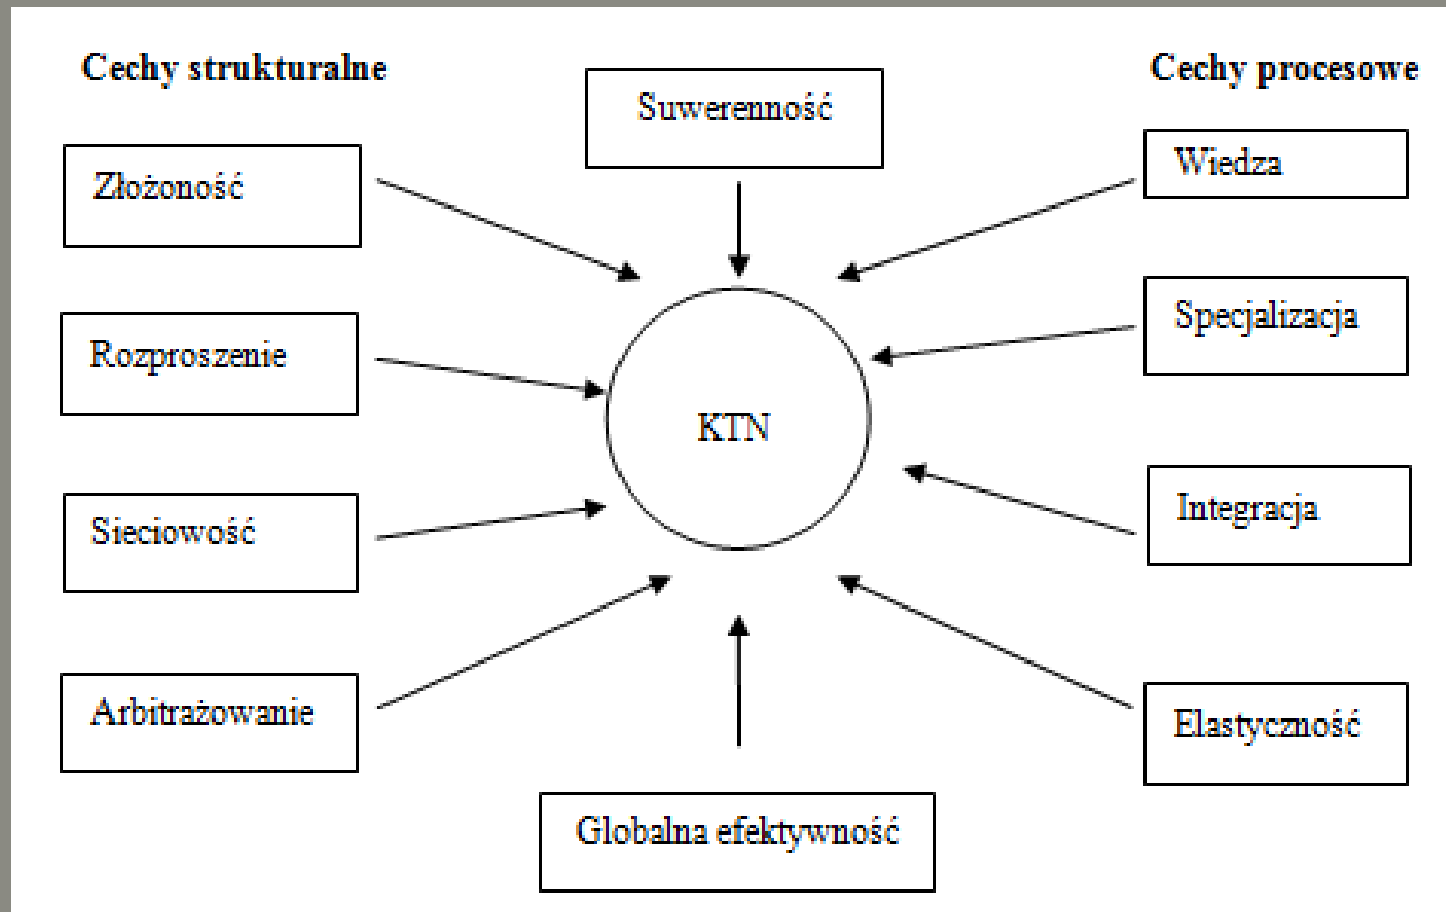 Cechy strukturalne
Cechy procesowe
Suwerenność
Złożoność
Wiedza
Rozproszenie
Specjalizacja
KTN
Sieciowość
Integracja
Arbitrażowanie
Elastyczność
Globalna efektywność